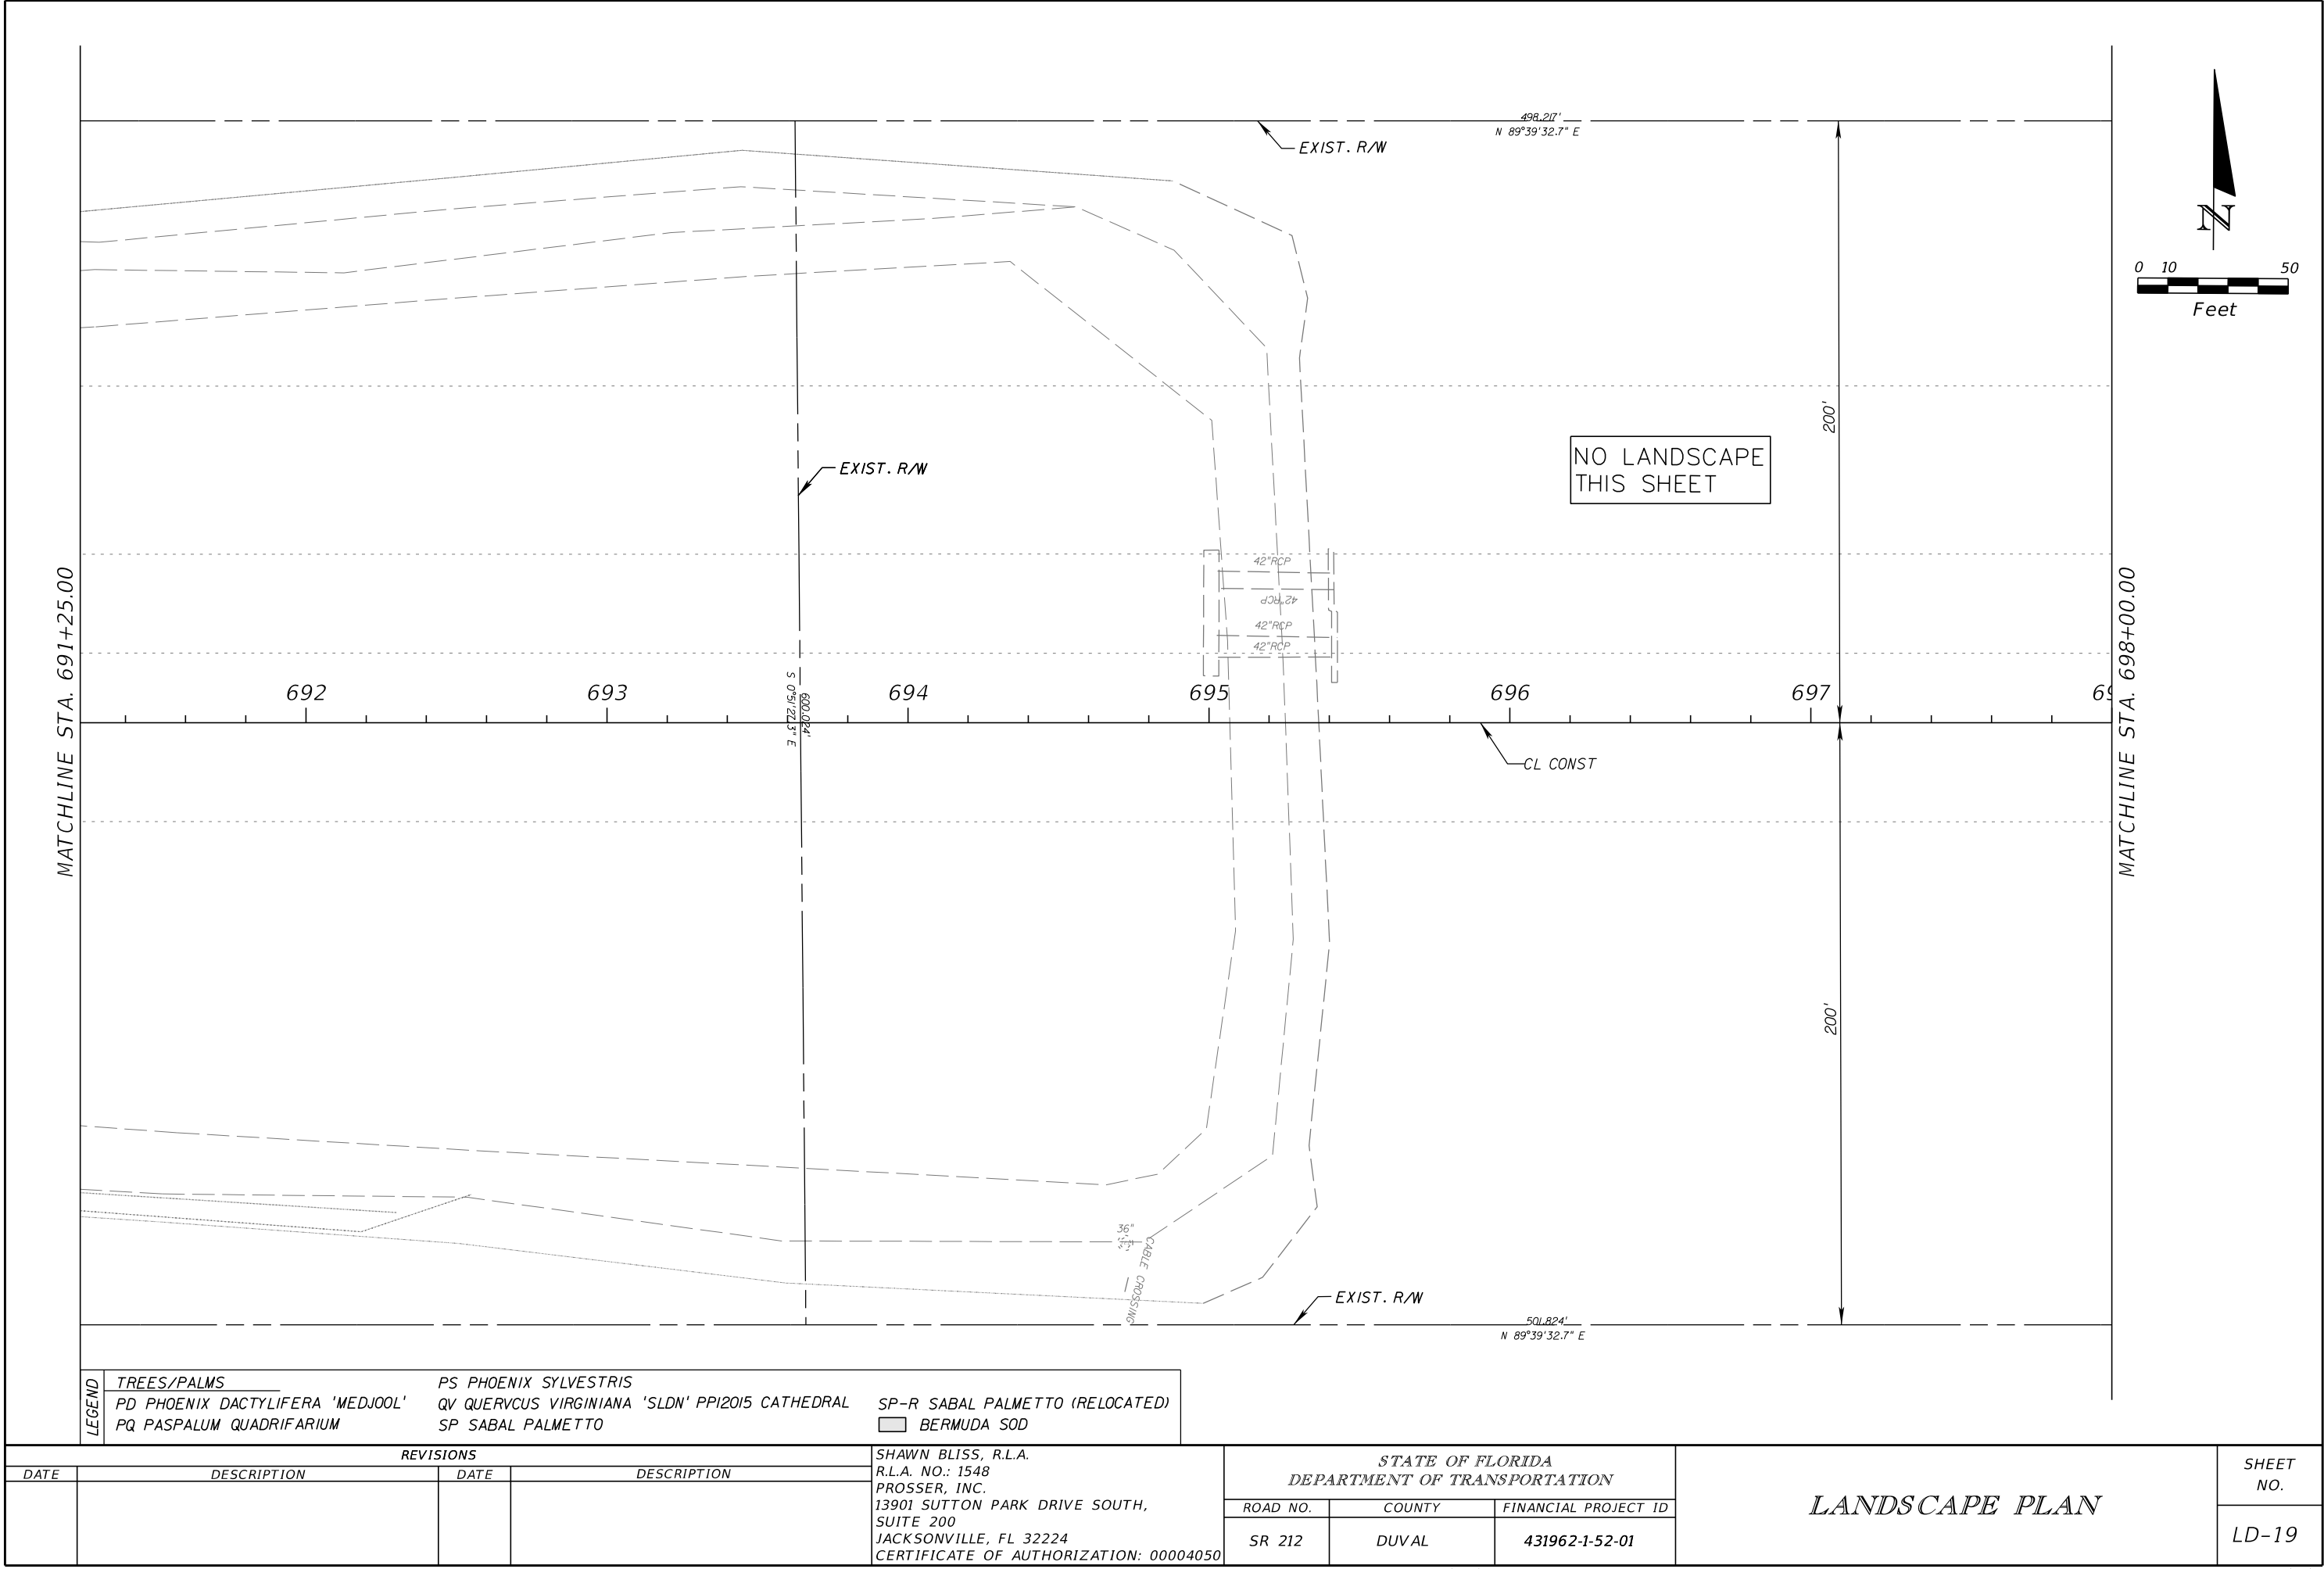 498.217'
N 89°39'32.7" E
EXIST. R/W
N
0 10 50
Feet
200'
EXIST. R/W
NO LANDSCAPE
THIS SHEET
MATCHLINE STA. 691+25.00
MATCHLINE STA. 698+00.00
42"RCP
42"RCP
42"RCP
42"RCP
692 693 694 695 696 697 69
S 0°51'27.3" E
600.024'
CL CONST
200'
36"
CABLE CROSSING
EXIST. R/W
501.824'
N 89°39'32.7" E
LEGEND
TREES/PALMS
PD PHOENIX DACTYLIFERA 'MEDJOOL'
PQ PASPALUM QUADRIFARIUM
PS PHOENIX SYLVESTRIS
QV QUERVCUS VIRGINIANA 'SLDN' PP12015 CATHEDRAL
SP SABAL PALMETTO
SP-R SABAL PALMETTO (RELOCATED)
BERMUDA SOD
REVISIONS
DATE DESCRIPTION DATE DESCRIPTION
SHAWN BLISS, R.L.A.
R.L.A. NO.: 1548
PROSSER, INC.
13901 SUTTON PARK DRIVE SOUTH,
SUITE 200
JACKSONVILLE, FL 32224
CERTIFICATE OF AUTHORIZATION: 00004050
STATE OF FLORIDA
DEPARTMENT OF TRANSPORTATION
ROAD NO. COUNTY FINANCIAL PROJECT ID
SR 212 DUVAL 431962-1-52-01
LANDSCAPE PLAN
SHEET
NO.
LD-19